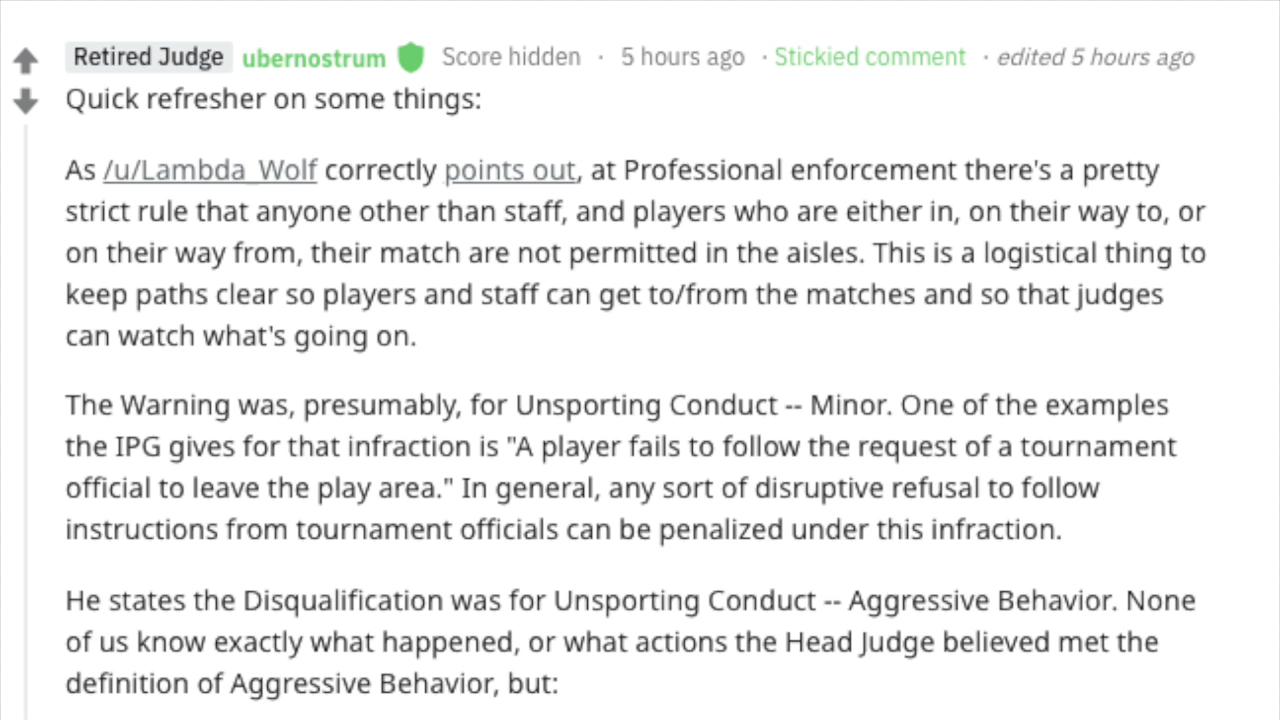 Retired Judge ubernostrum Score hidden · 5 hours ago · Stickied comment · edited 5 hours ago
Quick refresher on some things:
As /u/Lambda_Wolf correctly points out, at Professional enforcement there's a pretty
strict rule that anyone other than staff, and players who are either in, on their way to, or
on their way from, their match are not permitted in the aisles. This is a logistical thing to
keep paths clear so players and staff can get to/from the matches and so that judges
can watch what's going on.
The Warning was, presumably, for Unsporting Conduct -- Minor. One of the examples
the IPG gives for that infraction is "A player fails to follow the request of a tournament
official to leave the play area." In general, any sort of disruptive refusal to follow
instructions from tournament officials can be penalized under this infraction.
He states the Disqualification was for Unsporting Conduct -- Aggressive Behavior. None
of us know exactly what happened, or what actions the Head Judge believed met the
definition of Aggressive Behavior, but: